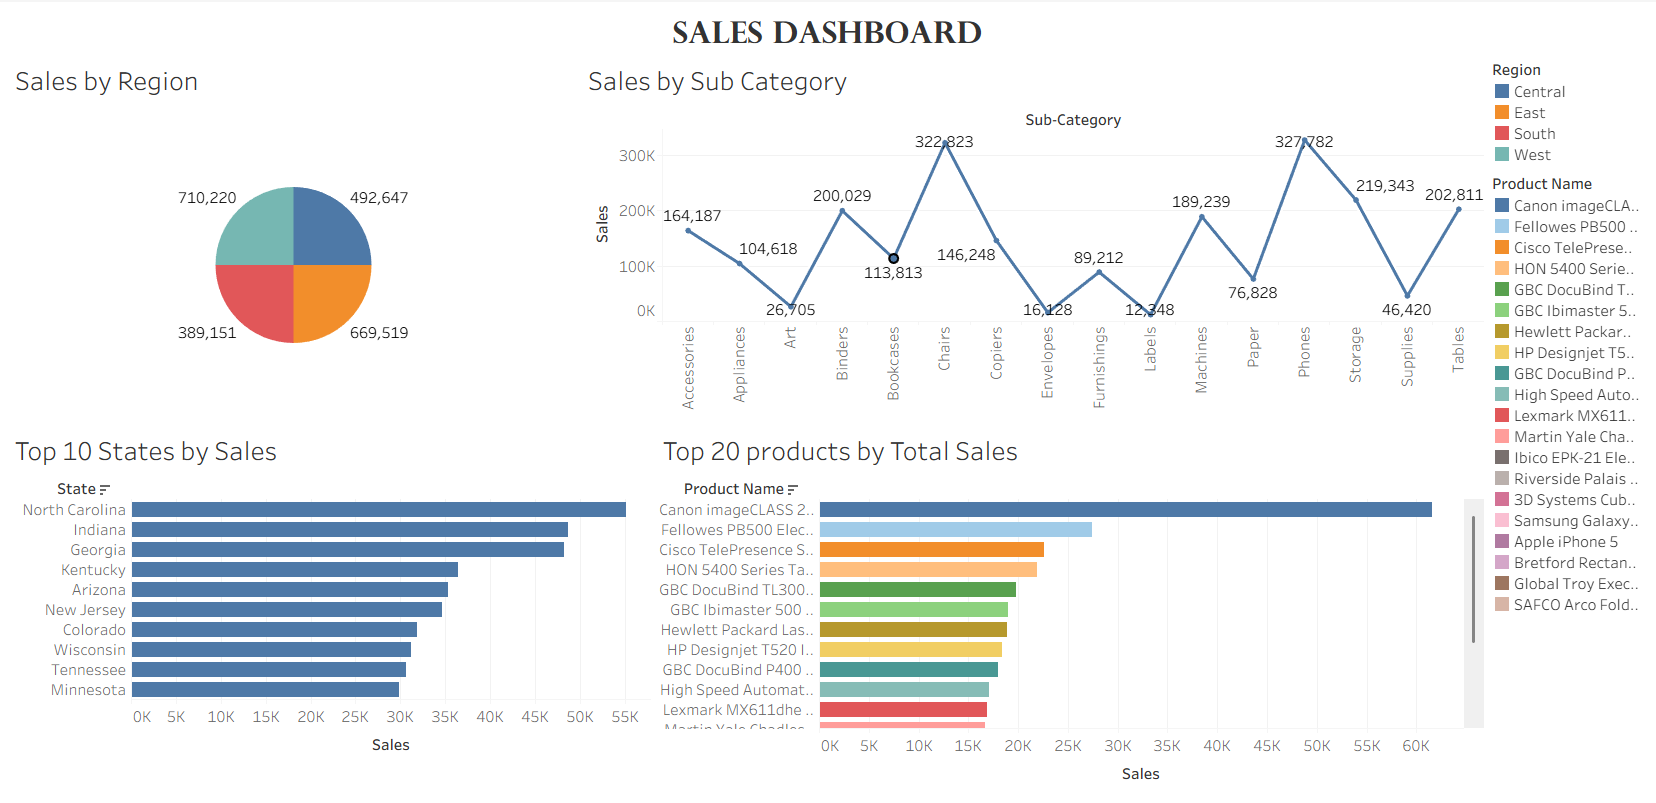 SALES DASHBOARD
Sales by Region
710,220
492,647
389,151
669,519
Sales by Sub Category
Sub-Category
Sales
300K
200K
100K
0K
164,187
104,618
26,705
200,029
113,813
322,823
146,248
16,128
89,212
12,348
189,239
76,828
327,782
219,343
46,420
202,811
Accessories
Appliances
Art
Binders
Bookcases
Chairs
Copiers
Envelopes
Furnishings
Labels
Machines
Paper
Phones
Storage
Supplies
Tables
Region
Central
East
South
West
Product Name
Canon imageCLA..
Fellowes PB500 ..
Cisco TelePrese..
HON 5400 Serie..
GBC DocuBind T..
GBC Ibimaster 5..
Hewlett Packar..
HP Designjet T5..
GBC DocuBind P..
High Speed Auto..
Lexmark MX611..
Martin Yale Cha..
Ibico EPK-21 Ele..
Riverside Palais ..
3D Systems Cub..
Samsung Galaxy..
Apple iPhone 5
Bretford Rectan..
Global Troy Exec..
SAFCO Arco Fold..
Top 10 States by Sales
State
North Carolina
Indiana
Georgia
Kentucky
Arizona
New Jersey
Colorado
Wisconsin
Tennessee
Minnesota
0K 5K 10K 15K 20K 25K 30K 35K 40K 45K 50K 55K
Sales
Top 20 products by Total Sales
Product Name
Canon imageCLASS 2..
Fellowes PB500 Elec..
Cisco TelePresence S..
HON 5400 Series Ta..
GBC DocuBind TL300..
GBC Ibimaster 500 ..
Hewlett Packard Las..
HP Designjet T520 I..
GBC DocuBind P400 ..
High Speed Automat..
Lexmark MX611dhe ..
Martin Yale Chadles..
0K 5K 10K 15K 20K 25K 30K 35K 40K 45K 50K 55K 60K
Sales